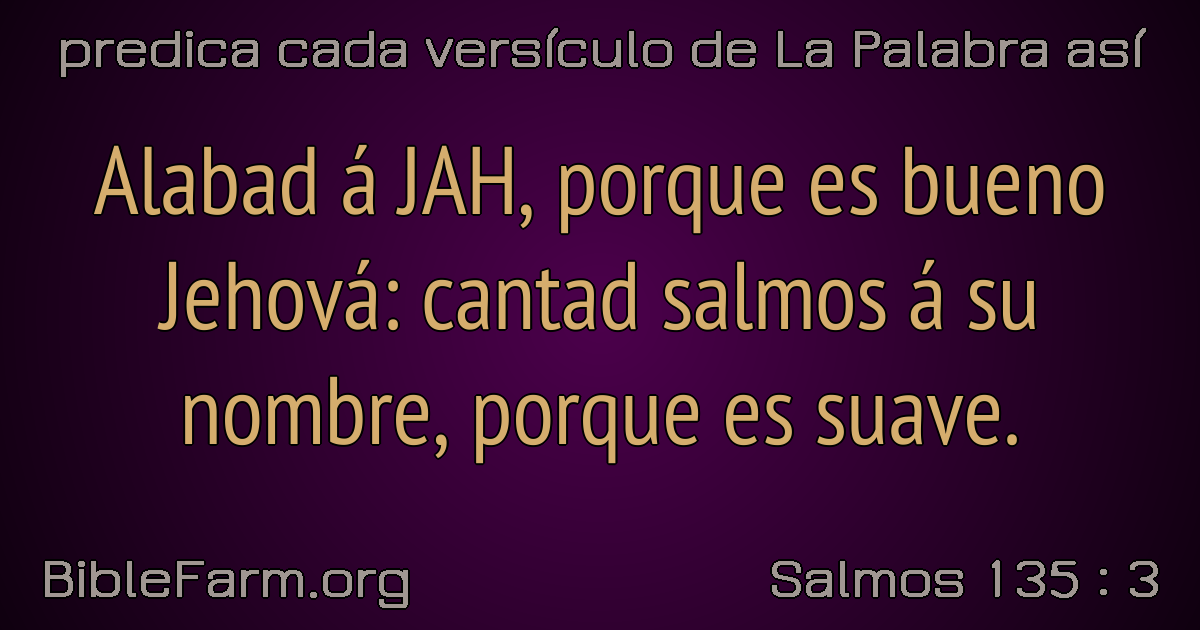 predica cada versículo de La Palabra así
Alabad á JAH, porque es bueno
Jehová: cantad salmos á su
nombre, porque es suave.
BibleFarm.org
Salmos 135 : 3